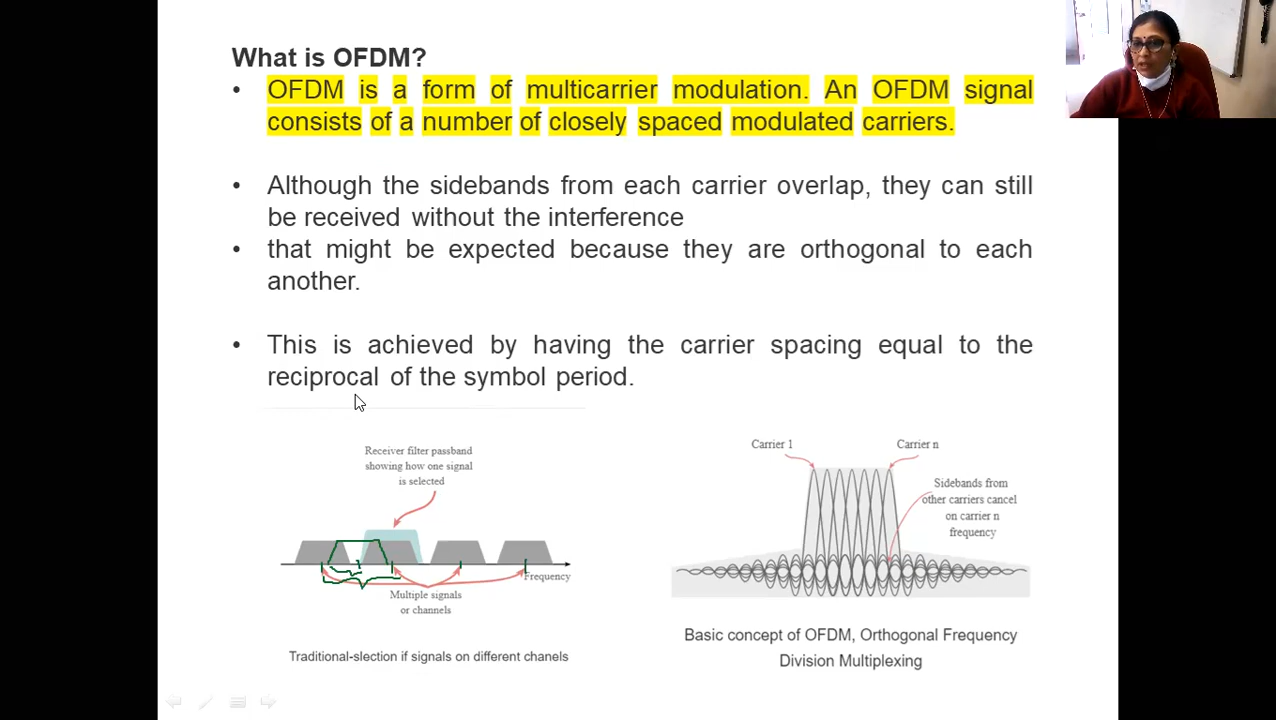 What is OFDM?
• OFDM is a form of multicarrier modulation. An OFDM signal
consists of a number of closely spaced modulated carriers.
• Although the sidebands from each carrier overlap, they can still
be received without the interference
• that might be expected because they are orthogonal to each
another.
• This is achieved by having the carrier spacing equal to the
reciprocal of the symbol period.
Receiver filter passband
showing how one signal
is selected
Frequency
Multiple signals
or channels
Traditional-slection if signals on different chanels
Carrier 1
Carrier n
Sidebands from
other carriers cancel
on carrier n
frequency
Basic concept of OFDM, Orthogonal Frequency
Division Multiplexing